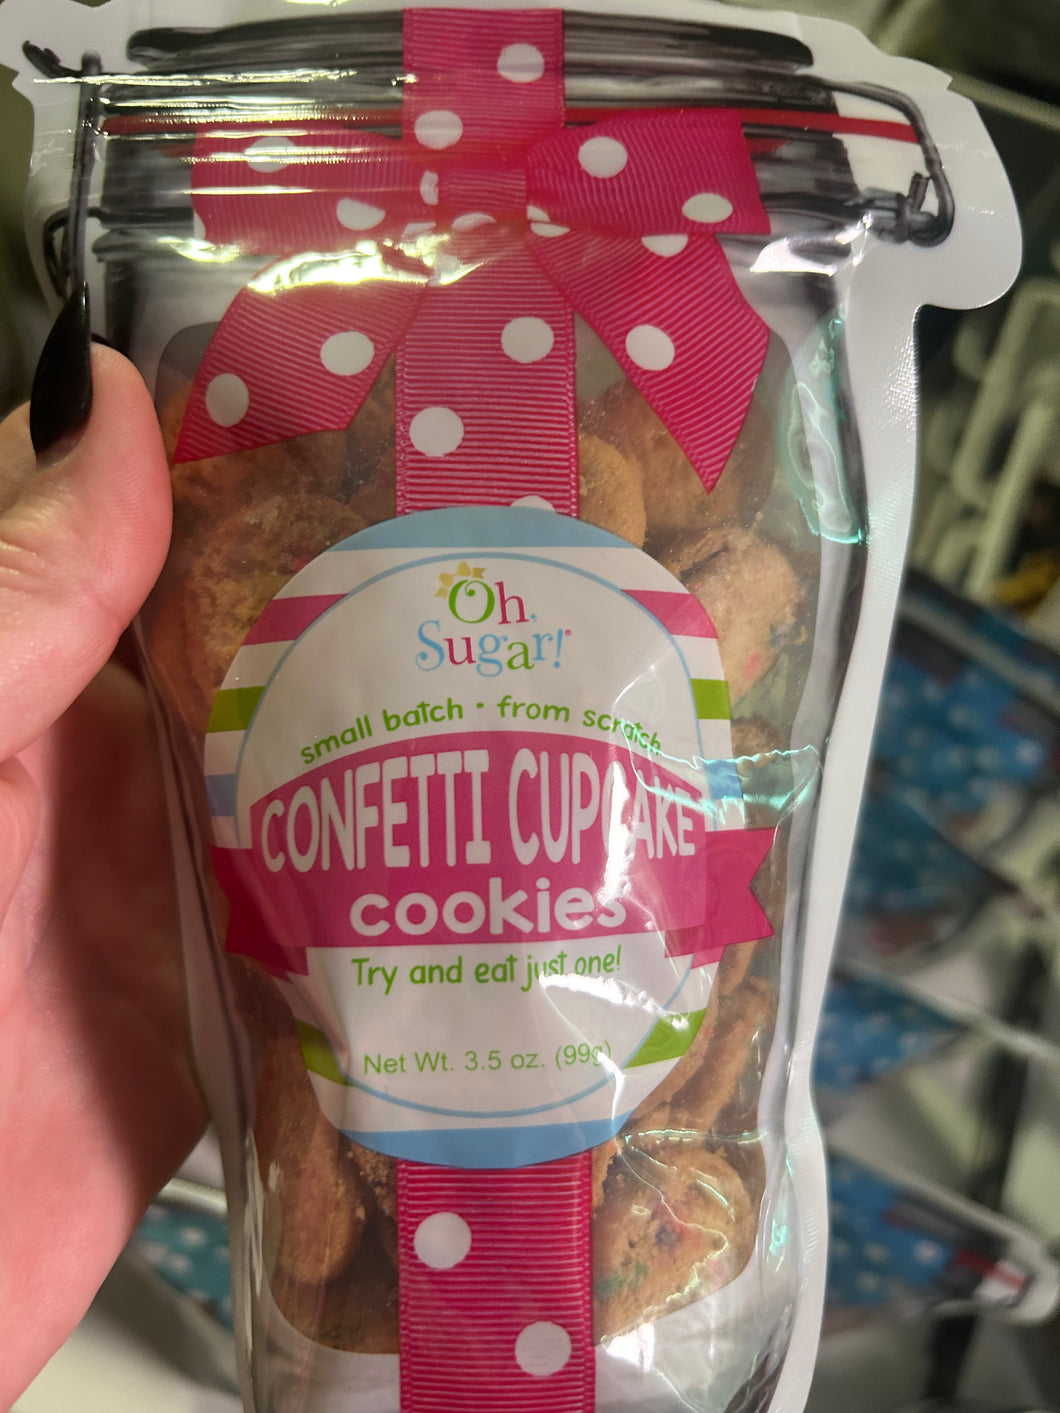 Oh,
Sugar!®
small batch • from scratch
CONFETTI CUPCAKE
cookies
Try and eat just one!
Net Wt. 3.5 oz. (99g)